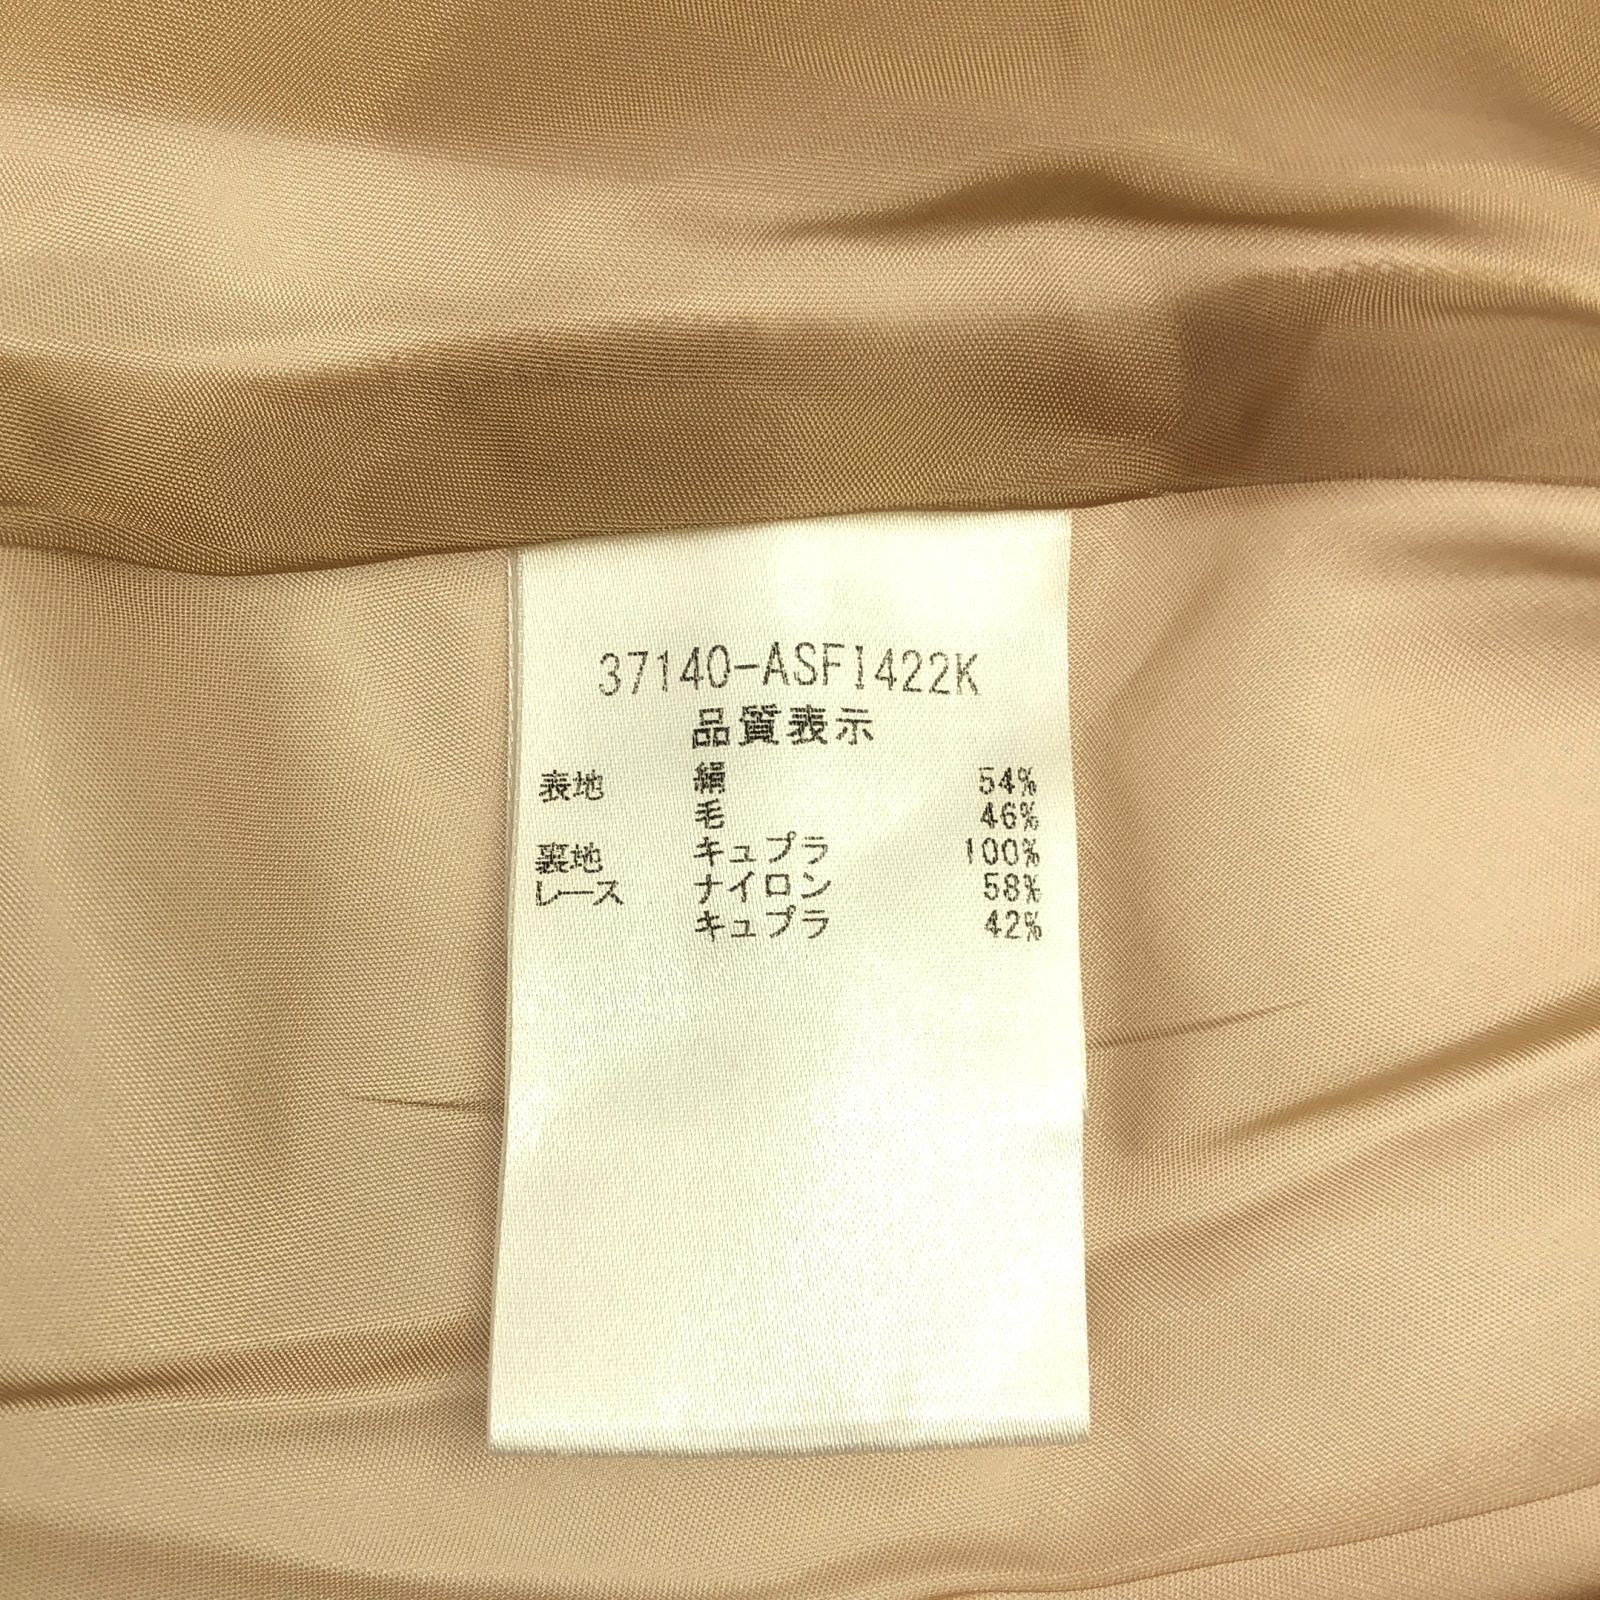 37140-ASFI422K
品質表示
表地 絹 54%
毛 46%
裏地 キュプラ 100%
レース ナイロン 58%
キュプラ 42%